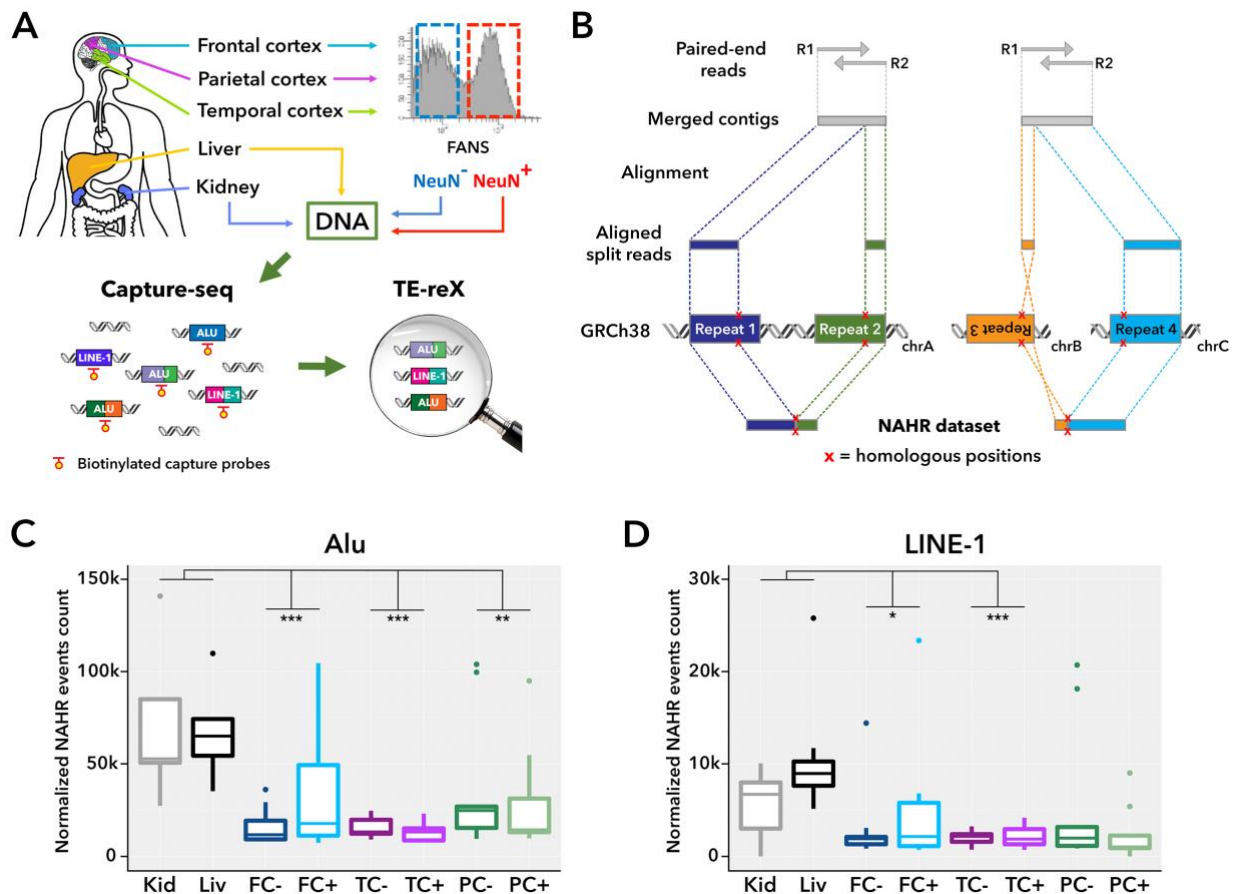 A
Frontal cortex
Parietal cortex
Temporal cortex
Liver
Kidney
FANS
NeuN- NeuN+
DNA
Capture-seq
TE-reX
ALU
LINE-1
ALU
LINE-1
ALU
ALU
LINE-1
ALU
Biotinylated capture probes
B
Paired-end
reads
R1
R2
R1
R2
Merged contigs
Alignment
Aligned
split reads
GRCh38
Repeat 1
Repeat 2
chrA
Repeat 3
chrB
Repeat 4
chrC
NAHR dataset
x = homologous positions
C
Alu
Normalized NAHR events count
150k
100k
50k
0
***
***
**
Kid Liv FC- FC+ TC- TC+ PC- PC+
D
LINE-1
Normalized NAHR events count
30k
20k
10k
0
*
***
Kid Liv FC- FC+ TC- TC+ PC- PC+